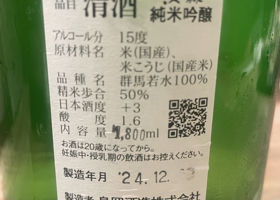 品目 清酒
純米吟醸
アルコール分 15度
原材料名 米(国産)、
米こうじ(国産米)
品種名 群馬若水100%
精米歩合 50%
日本酒度 +3
酸度 1.6
内容量 1,800ml
お酒は20歳になってから。
妊娠中・授乳期の飲酒はお控えください。
製造年月 '24.12.
製造者